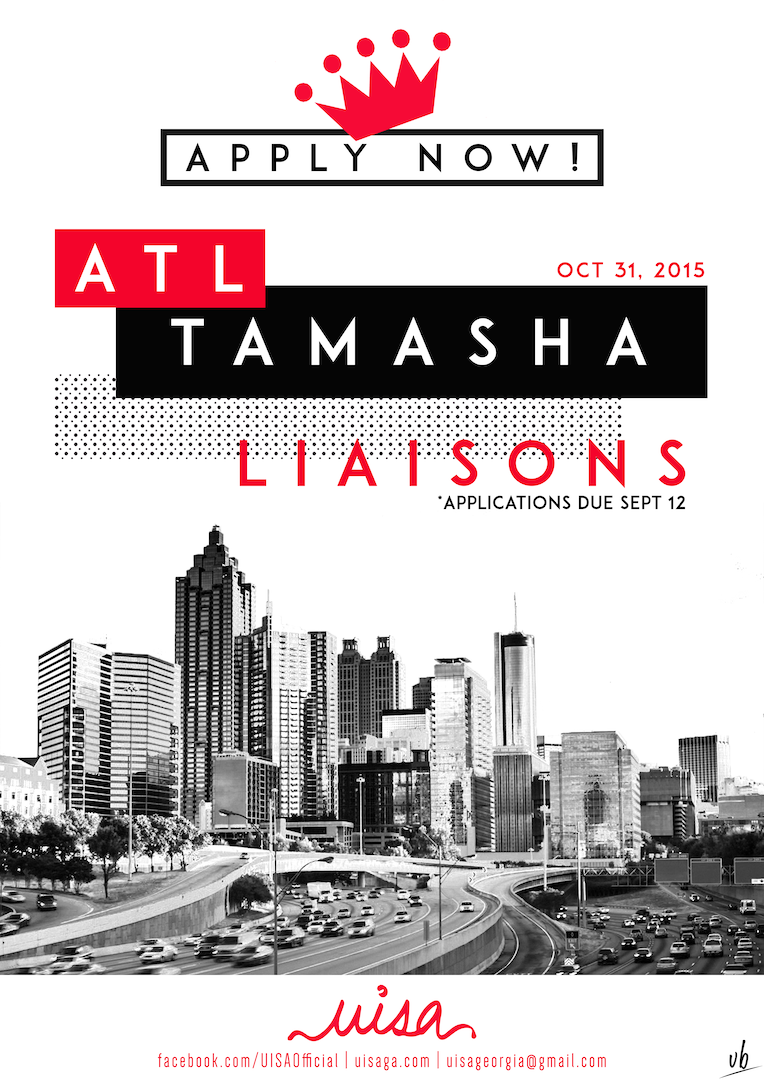 APPLY NOW!
ATL
OCT 31, 2015
TAMASHA
LIAISONS
*APPLICATIONS DUE SEPT 12
uisa
facebook.com/UISAOfficial | uisaga.com | uisageorgia@gmail.com
vb